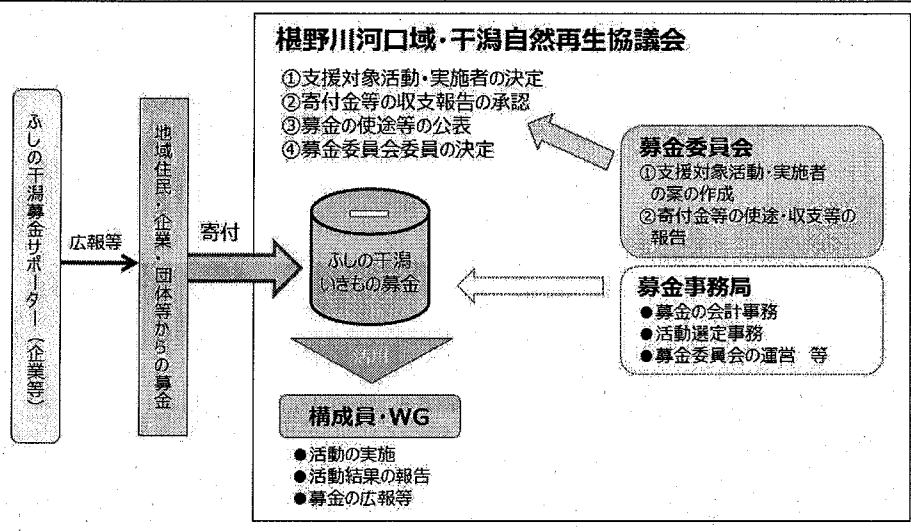 椹野川河口域・干潟自然再生協議会
①支援対象活動・実施者の決定
②寄付金等の収支報告の承認
③募金の使途等の公表
④募金委員会委員の決定
ふしの干潟募金サポーター（企業等）
広報等
地域住民・企業・団体等からの募金
寄付
ふしの干潟
いきもの募金
募金委員会
①支援対象活動・実施者
の案の作成
②寄付金等の使途・収支等の
報告
募金事務局
●募金の会計事務
●活動選定事務
●募金委員会の運営　等
構成員・WG
●活動の実施
●活動結果の報告
●募金の広報等